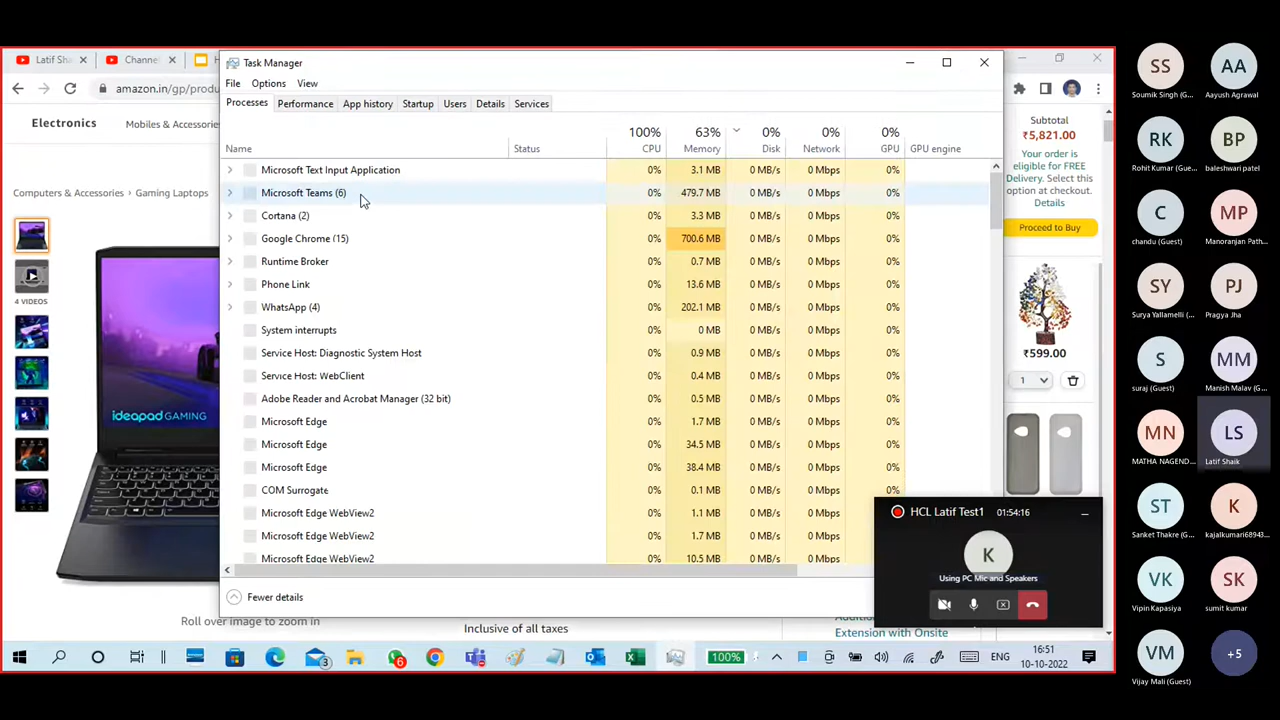 Latif Sha
Channel
H
Task Manager
File Options View
Processes Performance App history Startup Users Details Services
100% 63% 0% 0% 0%
Name Status CPU Memory Disk Network GPU GPU engine
Microsoft Text Input Application 0% 3.1 MB 0 MB/s 0 Mbps 0%
Microsoft Teams (6) 0% 479.7 MB 0 MB/s 0 Mbps 0%
Cortana (2) 0% 3.3 MB 0 MB/s 0 Mbps 0%
Google Chrome (15) 0% 700.6 MB 0 MB/s 0 Mbps 0%
Runtime Broker 0% 0.7 MB 0 MB/s 0 Mbps 0%
Phone Link 0% 13.6 MB 0 MB/s 0 Mbps 0%
WhatsApp (4) 0% 202.1 MB 0 MB/s 0 Mbps 0%
System interrupts 0% 0 MB 0 MB/s 0 Mbps 0%
Service Host: Diagnostic System Host 0% 0.9 MB 0 MB/s 0 Mbps 0%
Service Host: WebClient 0% 0.4 MB 0 MB/s 0 Mbps 0%
Adobe Reader and Acrobat Manager (32 bit) 0% 0.5 MB 0 MB/s 0 Mbps 0%
Microsoft Edge 0% 1.7 MB 0 MB/s 0 Mbps 0%
Microsoft Edge 0% 34.5 MB 0 MB/s 0 Mbps 0%
Microsoft Edge 0% 38.4 MB 0 MB/s 0 Mbps 0%
COM Surrogate 0% 0.1 MB 0 MB/s 0 Mbps 0%
Microsoft Edge WebView2 0% 1.1 MB 0 MB/s 0 Mbps
Microsoft Edge WebView2 0% 1.7 MB 0 MB/s 0 Mbps
Microsoft Edge WebView2 0% 10.5 MB 0 MB/s 0 Mbps
Fewer details
amazon.in/gp/produ
Electronics Mobiles & Accessorie
Computers & Accessories › Gaming Laptops
4 VIDEOS
ideapad GAMING
Roll over image to zoom in
Inclusive of all taxes
Additio
Extension with Onsite
Subtotal
₹5,821.00
Your order is
eligible for FREE
Delivery. Select this
option at checkout.
Details
Proceed to Buy
₹599.00
1
HCL Latif Test1 01:54:16
K
Using PC Mic and Speakers
3
6
100%
ENG
16:51
10-10-2022
SS
Soumik Singh (G...
AA
Aayush Agrawal
RK
Rohit Kumar (Gue...
BP
baleshwari patel
C
chandu (Guest)
MP
Manoranjan Path...
SY
Surya Yallamelli (...
PJ
Pragya Jha
S
suraj (Guest)
MM
Manish Malav (G...
MN
MATHA NAGEND...
LS
Latif Shaik
ST
Sanket Thakre (G...
K
kajalkumari68943...
VK
Vipin Kapasiya
SK
sumit kumar
VM
Vijay Mali (Guest)
+5